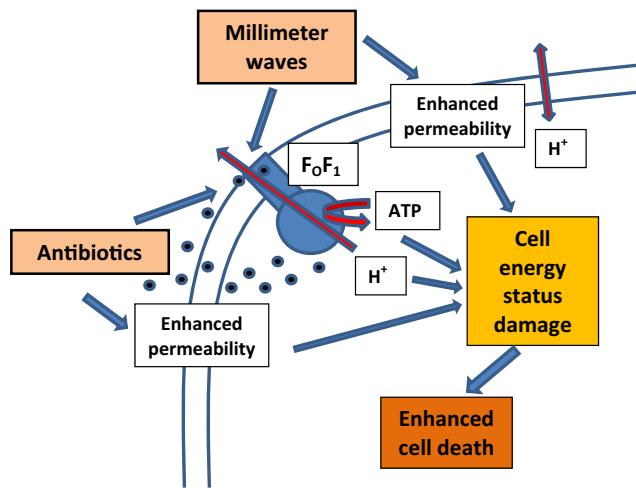 Millimeter
waves
Enhanced
permeability
H⁺
FOF1
ATP
Antibiotics
H⁺
Cell
energy
status
damage
Enhanced
permeability
Enhanced
cell death